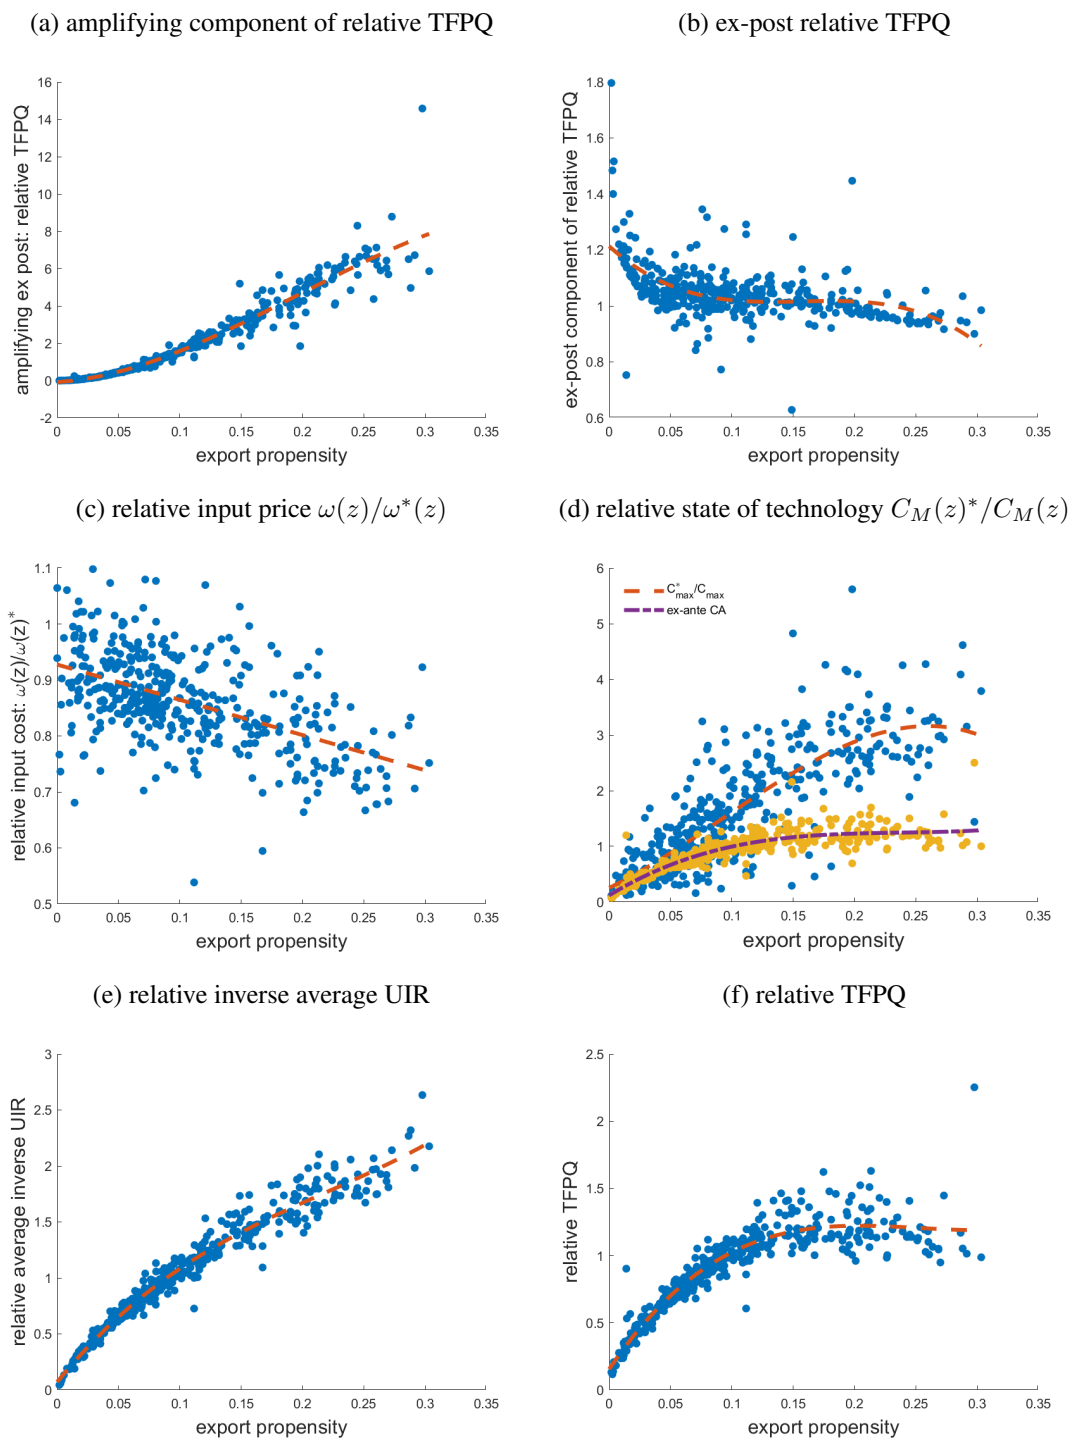 (a) amplifying component of relative TFPQ
(b) ex-post relative TFPQ
amplifying ex post: relative TFPQ
16
14
12
10
8
6
4
2
0
-2
0 0.05 0.1 0.15 0.2 0.25 0.3 0.35
export propensity
ex-post component of relative TFPQ
1.8
1.6
1.4
1.2
1
0.8
0.6
0 0.05 0.1 0.15 0.2 0.25 0.3 0.35
export propensity
(c) relative input price ω(z)/ω*(z)
(d) relative state of technology C_M(z)*/C_M(z)
relative input cost: ω(z)/ω(z)*
1.1
1
0.9
0.8
0.7
0.6
0.5
0 0.05 0.1 0.15 0.2 0.25 0.3 0.35
export propensity
6
5
4
3
2
1
0
C*max/Cmax
ex-ante CA
0 0.05 0.1 0.15 0.2 0.25 0.3 0.35
export propensity
(e) relative inverse average UIR
(f) relative TFPQ
relative average inverse UIR
3
2.5
2
1.5
1
0.5
0
0 0.05 0.1 0.15 0.2 0.25 0.3 0.35
export propensity
relative TFPQ
2.5
2
1.5
1
0.5
0
0 0.05 0.1 0.15 0.2 0.25 0.3 0.35
export propensity